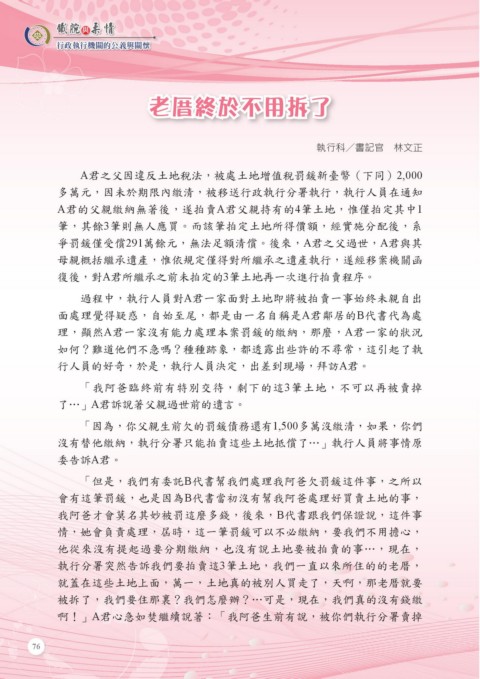 鐵腕與柔情
行政執行機關的公義與關懷
老厝終於不用拆了
執行科／書記官　林文正
A君之父因違反土地稅法，被處土地增值稅罰鍰新臺幣（下同）2,000
多萬元，因未於期限內繳清，被移送行政執行分署執行，執行人員在通知
A君的父親繳納無著後，遂拍賣A君父親持有的4筆土地，惟僅拍定其中1
筆，其餘3筆則無人應買。而該筆拍定土地所得價額，經實施分配後，系
爭罰鍰僅受償291萬餘元，無法足額清償。後來，A君之父過世，A君與其
母親概括繼承遺產，惟依規定僅得對所繼承之遺產執行，遂經移案機關函
復後，對A君所繼承之前未拍定的3筆土地再一次進行拍賣程序。
過程中，執行人員對A君一家面對土地即將被拍賣一事始終未親自出
面處理覺得疑惑，自始至尾，都是由一名自稱是A君鄰居的B代書代為處
理，顯然A君一家沒有能力處理本案罰鍰的繳納，那麼，A君一家的狀況
如何？難道他們不急嗎？種種跡象，都透露出些許的不尋常，這引起了執
行人員的好奇，於是，執行人員決定，出差到現場，拜訪A君。
「我阿爸臨終前有特別交待，剩下的這3筆土地，不可以再被賣掉
了…」A君訴說著父親過世前的遺言。
「因為，你父親生前欠的罰鍰債務還有1,500多萬沒繳清，如果，你們
沒有替他繳納，執行分署只能拍賣這些土地抵償了…」執行人員將事情原
委告訴A君。
「但是，我們有委託B代書幫我們處理我阿爸欠罰鍰這件事，之所以
會有這筆罰鍰，也是因為B代書當初沒有幫我阿爸處理好買賣土地的事，
我阿爸才會莫名其妙被罰這麼多錢，後來，B代書跟我們保證說，這件事
情，她會負責處理，屆時，這一筆罰鍰可以不必繳納，要我們不用擔心，
他從來沒有提起過要分期繳納，也沒有說土地要被拍賣的事…，現在，
執行分署突然告訴我們要拍賣這3筆土地，我們一直以來所住的的老厝，
就蓋在這些土地上面，萬一，土地真的被別人買走了，天啊，那老厝就要
被拆了，我們要住那裏？我們怎麼辦？…可是，現在，我們真的沒有錢繳
啊！」A君心急如焚繼續說著：「我阿爸生前有說，被你們執行分署賣掉
76